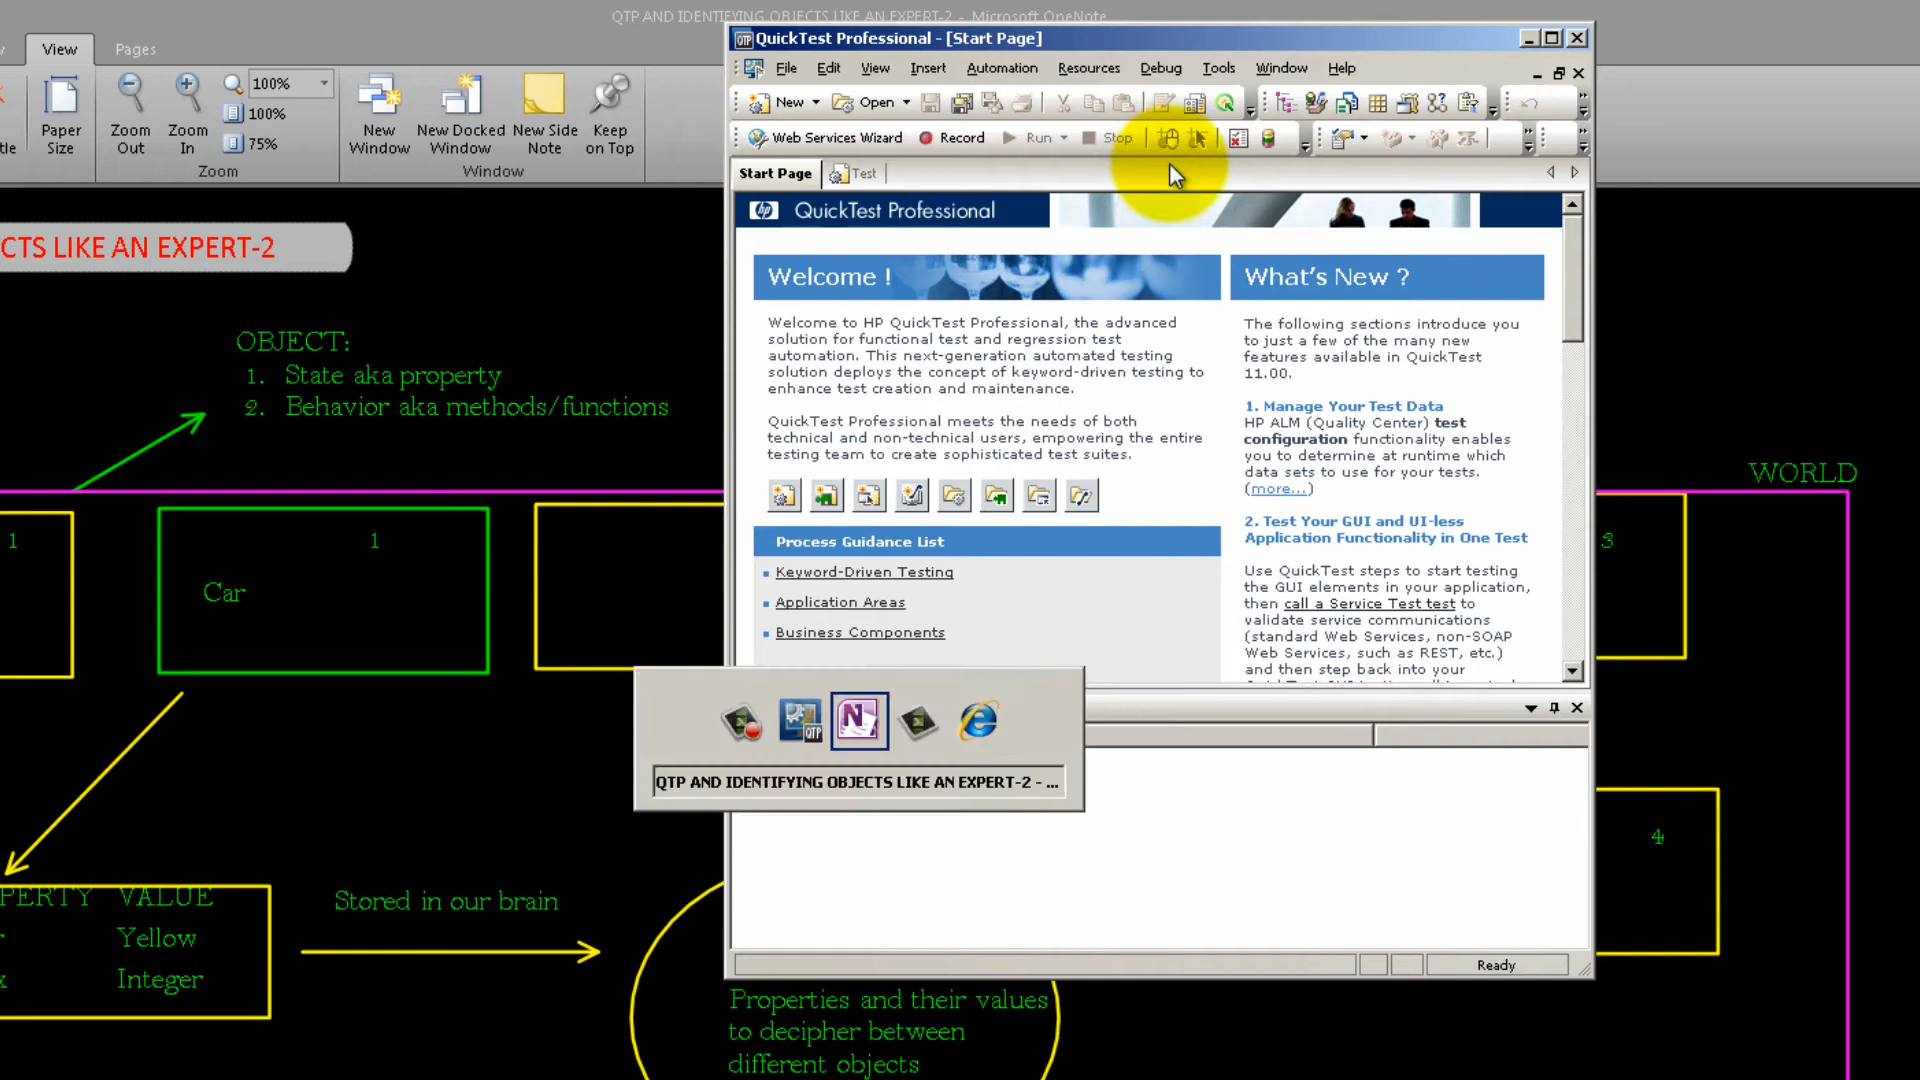 QTP AND IDENTIFYING OBJECTS LIKE AN EXPERT-2 - Microsoft OneNote
View
Pages
Paper Size
Zoom Out
Zoom In
100%
100%
75%
Zoom
New Window
New Docked Window
New Side Note
Keep on Top
Window
CTS LIKE AN EXPERT-2
OBJECT:
1. State aka property
2. Behavior aka methods/functions
WORLD
1
1
Car
3
4
PERTY VALUE
Yellow
Integer
Stored in our brain
Properties and their values
to decipher between
different objects
QTP
QuickTest Professional - [Start Page]
File Edit View Insert Automation Resources Debug Tools Window Help
New Open
Web Services Wizard Record Run Stop
Start Page Test
hp QuickTest Professional
Welcome !
Welcome to HP QuickTest Professional, the advanced
solution for functional test and regression test
automation. This next-generation automated testing
solution deploys the concept of keyword-driven testing to
enhance test creation and maintenance.
QuickTest Professional meets the needs of both
technical and non-technical users, empowering the entire
testing team to create sophisticated test suites.
Process Guidance List
Keyword-Driven Testing
Application Areas
Business Components
What's New ?
The following sections introduce you
to just a few of the many new
features available in QuickTest
11.00.
1. Manage Your Test Data
HP ALM (Quality Center) test
configuration functionality enables
you to determine at runtime which
data sets to use for your tests.
(more...)
2. Test Your GUI and UI-less
Application Functionality in One Test
Use QuickTest steps to start testing
the GUI elements in your application,
then call a Service Test test to
validate service communications
(standard Web Services, non-SOAP
Web Services, such as REST, etc.)
and then step back into your
QTP
QTP AND IDENTIFYING OBJECTS LIKE AN EXPERT-2 - ...
Ready